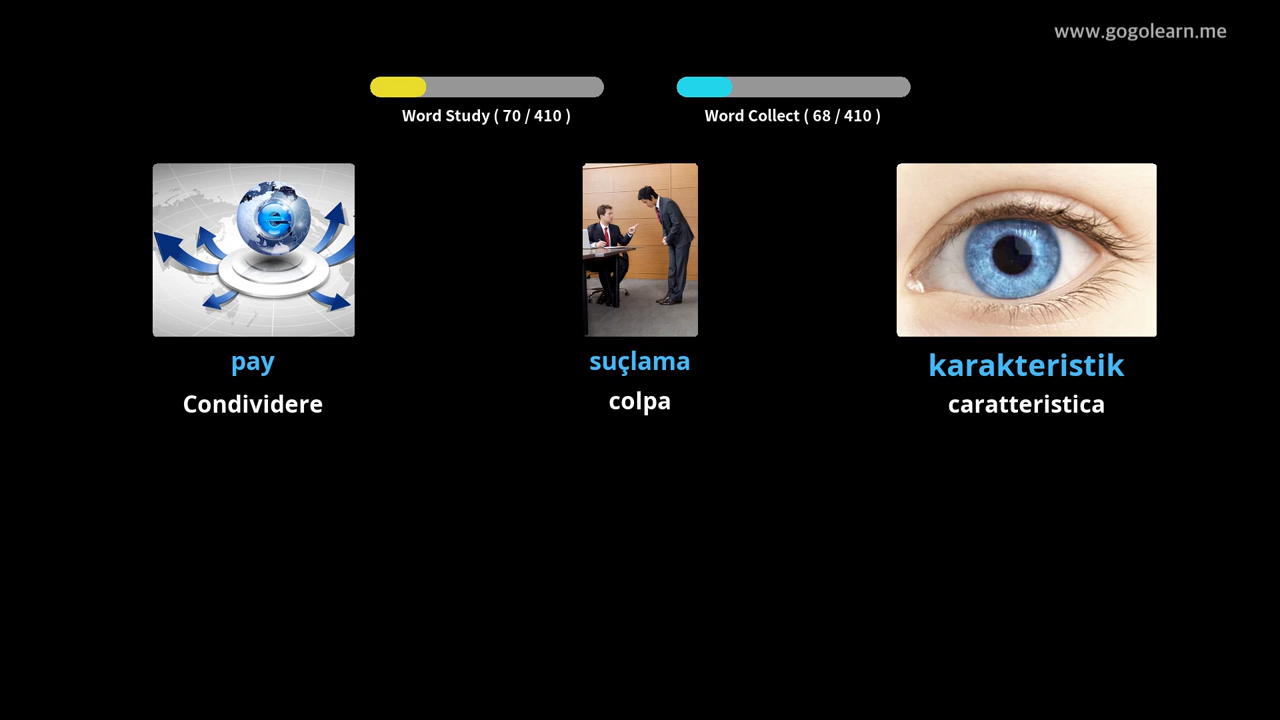 www.gogolearn.me
Word Study ( 70 / 410 )
Word Collect ( 68 / 410 )
e
pay
suçlama
karakteristik
Condividere
colpa
caratteristica